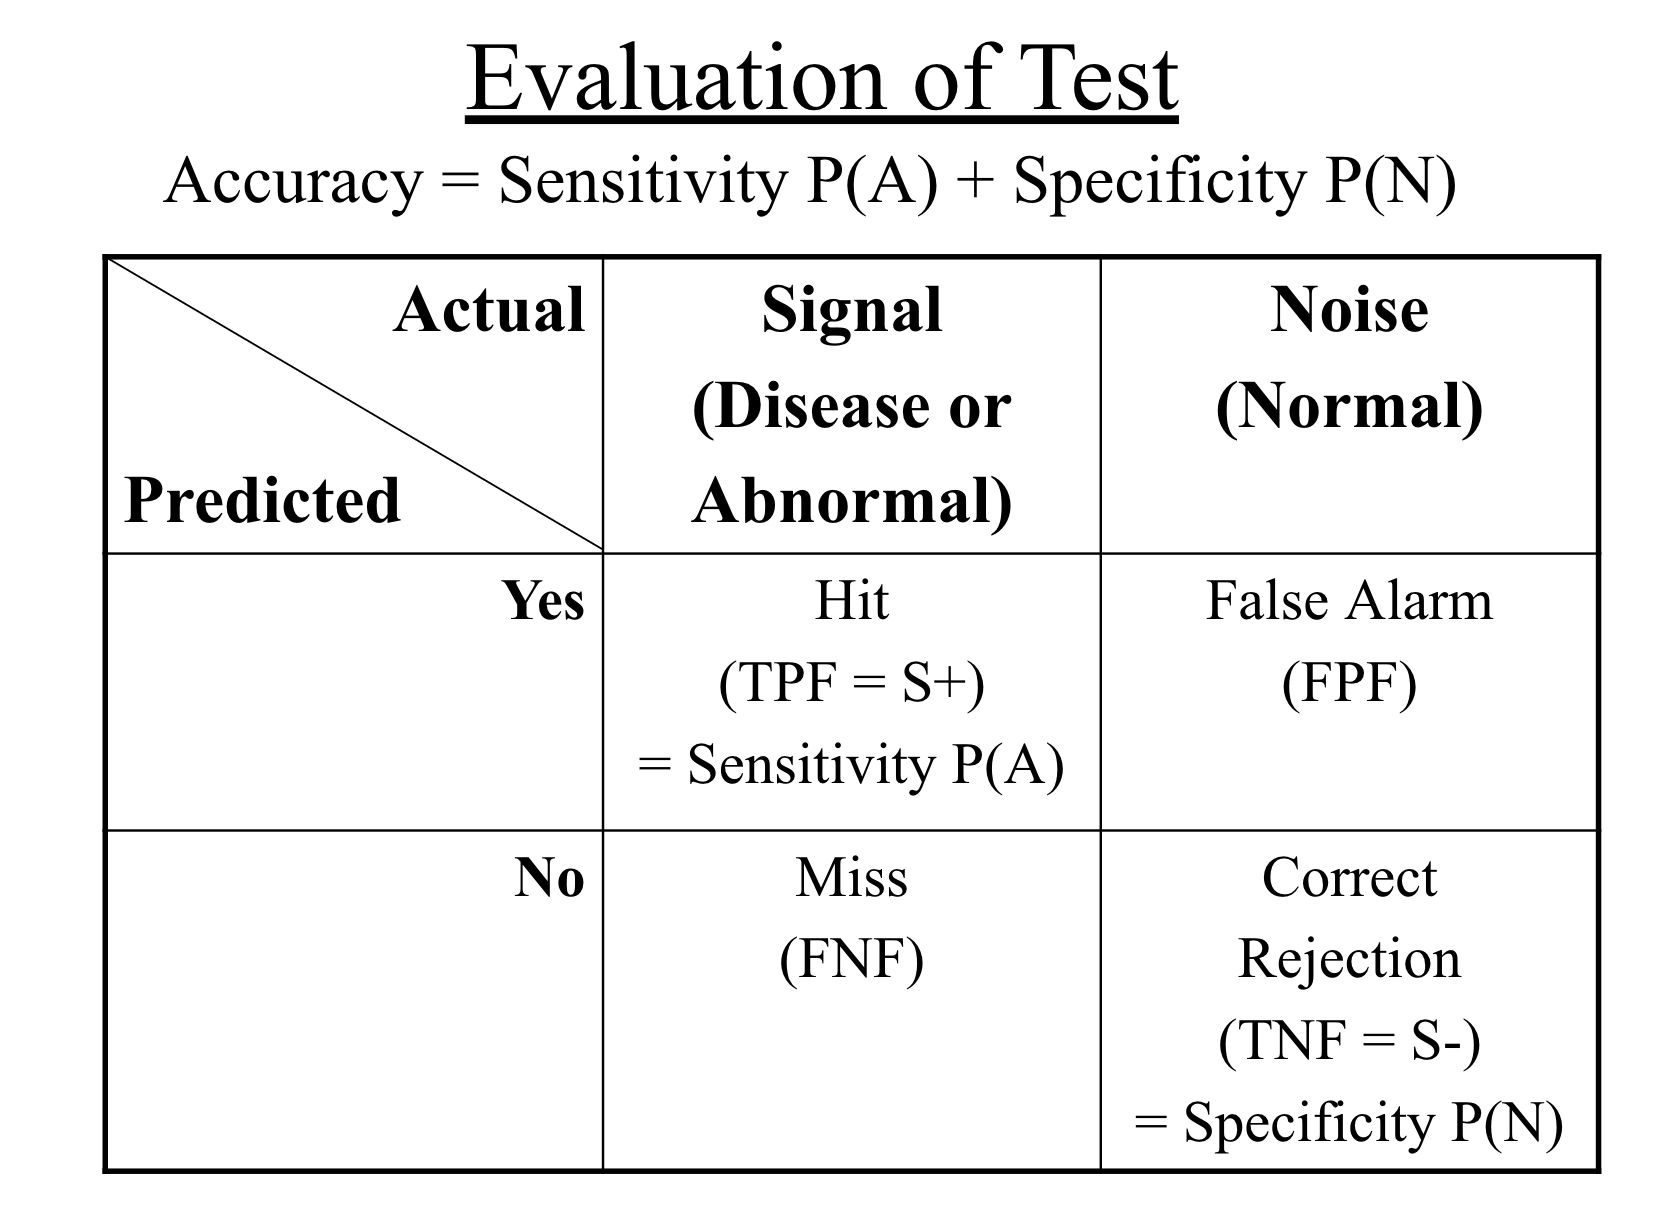 Evaluation of Test
Accuracy = Sensitivity P(A) + Specificity P(N)
Actual
Predicted
Signal
(Disease or
Abnormal)
Noise
(Normal)
Yes
Hit
(TPF = S+)
= Sensitivity P(A)
False Alarm
(FPF)
No
Miss
(FNF)
Correct
Rejection
(TNF = S-)
= Specificity P(N)